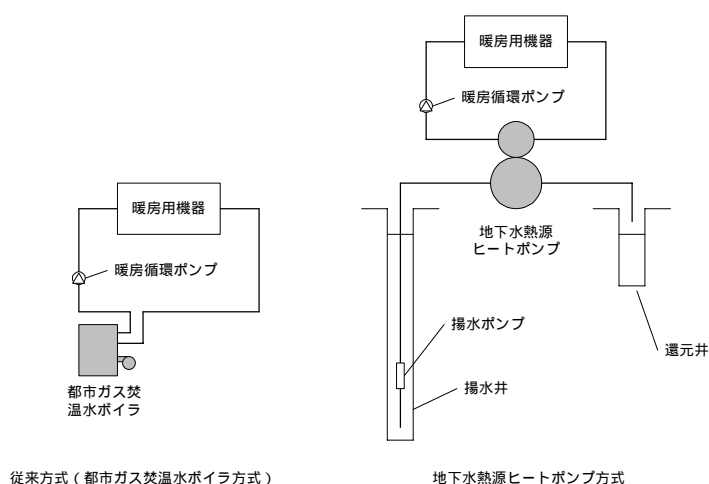 暖房用機器
暖房循環ポンプ
都市ガス焚
温水ボイラ
従来方式(都市ガス焚温水ボイラ方式)
暖房用機器
暖房循環ポンプ
地下水熱源
ヒートポンプ
揚水ポンプ
揚水井
還元井
地下水熱源ヒートポンプ方式